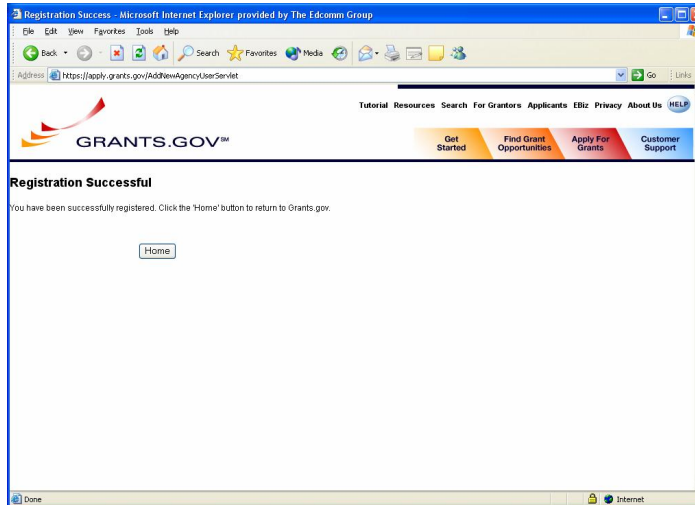 Registration Success - Microsoft Internet Explorer provided by The Edcomm Group
File Edit View Favorites Tools Help
Back Search Favorites Media
Address https://apply.grants.gov/AddNewAgencyUserServlet Go Links
Tutorial Resources Search For Grantors Applicants EBiz Privacy About Us HELP
GRANTS.GOV SM
Get Started Find Grant Opportunities Apply For Grants Customer Support
Registration Successful
You have been successfully registered. Click the 'Home' button to return to Grants.gov.
Home
Done Internet